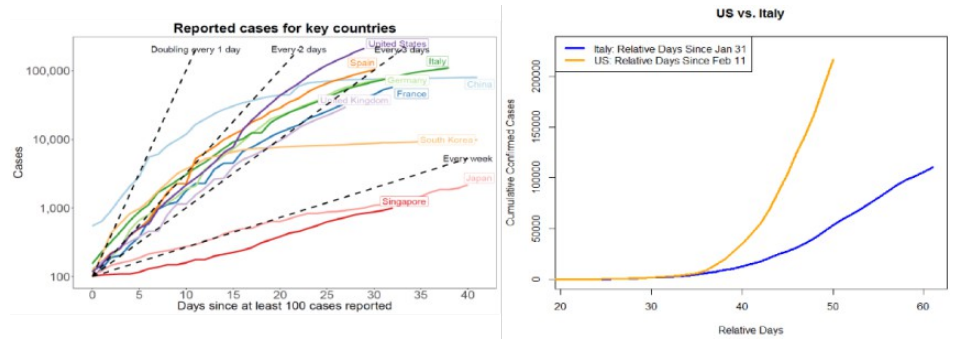 Reported cases for key countries
Doubling every 1 day
Every 2 days
Every 3 days
United States
Spain
Italy
Germany
China
France
United Kingdom
South Korea
Every week
Japan
Singapore
100,000
10,000
1,000
100
Cases
0 5 10 15 20 25 30 35 40
Days since at least 100 cases reported
US vs. Italy
Italy: Relative Days Since Jan 31
US: Relative Days Since Feb 11
Cumulative Confirmed Cases
200000
150000
100000
50000
0
20 30 40 50 60
Relative Days